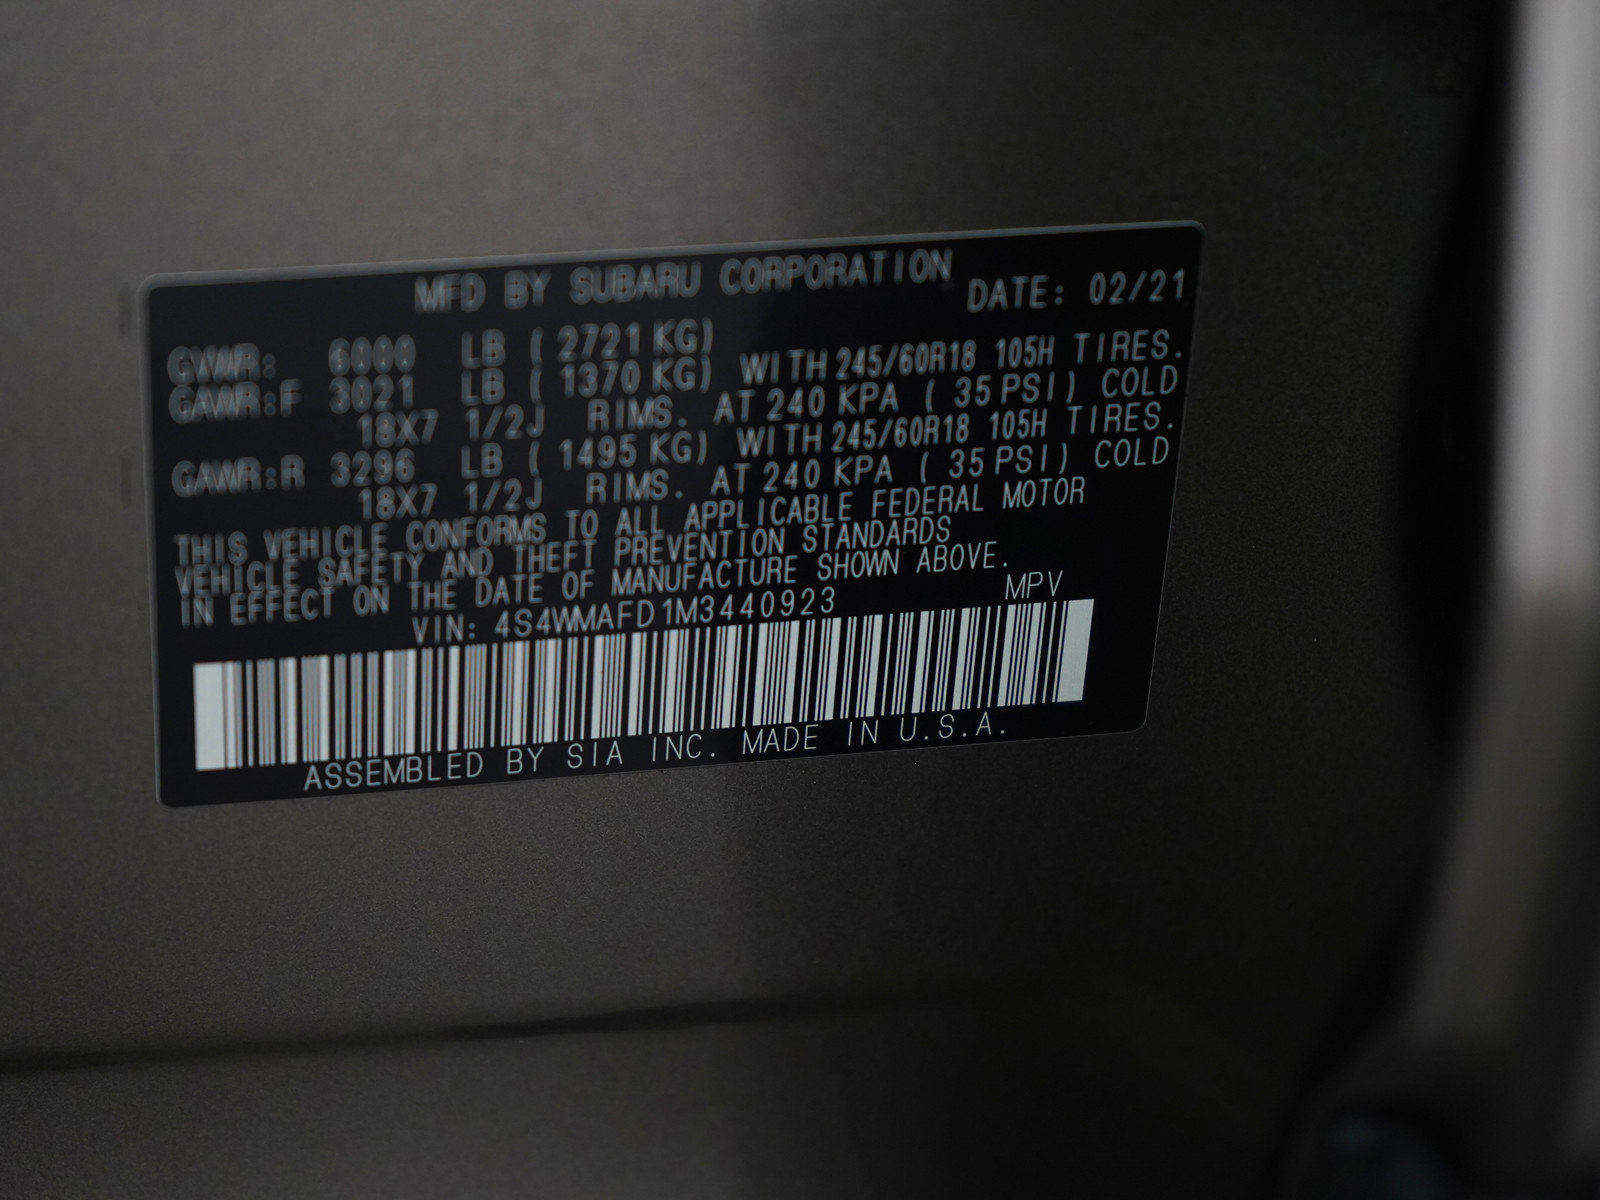 MFD BY SUBARU CORPORATION DATE: 02/21
GVWR: 6000 LB ( 2721 KG)
GAWR:F 3021 LB ( 1370 KG) WITH 245/60R18 105H TIRES.
18X7 1/2J RIMS. AT 240 KPA ( 35 PSI) COLD
GAWR:R 3296 LB ( 1495 KG) WITH 245/60R18 105H TIRES.
18X7 1/2J RIMS. AT 240 KPA ( 35 PSI) COLD
THIS VEHICLE CONFORMS TO ALL APPLICABLE FEDERAL MOTOR
VEHICLE SAFETY AND THEFT PREVENTION STANDARDS
IN EFFECT ON THE DATE OF MANUFACTURE SHOWN ABOVE.
VIN: 4S4WMAFD1M3440923 MPV
ASSEMBLED BY SIA INC. MADE IN U.S.A.